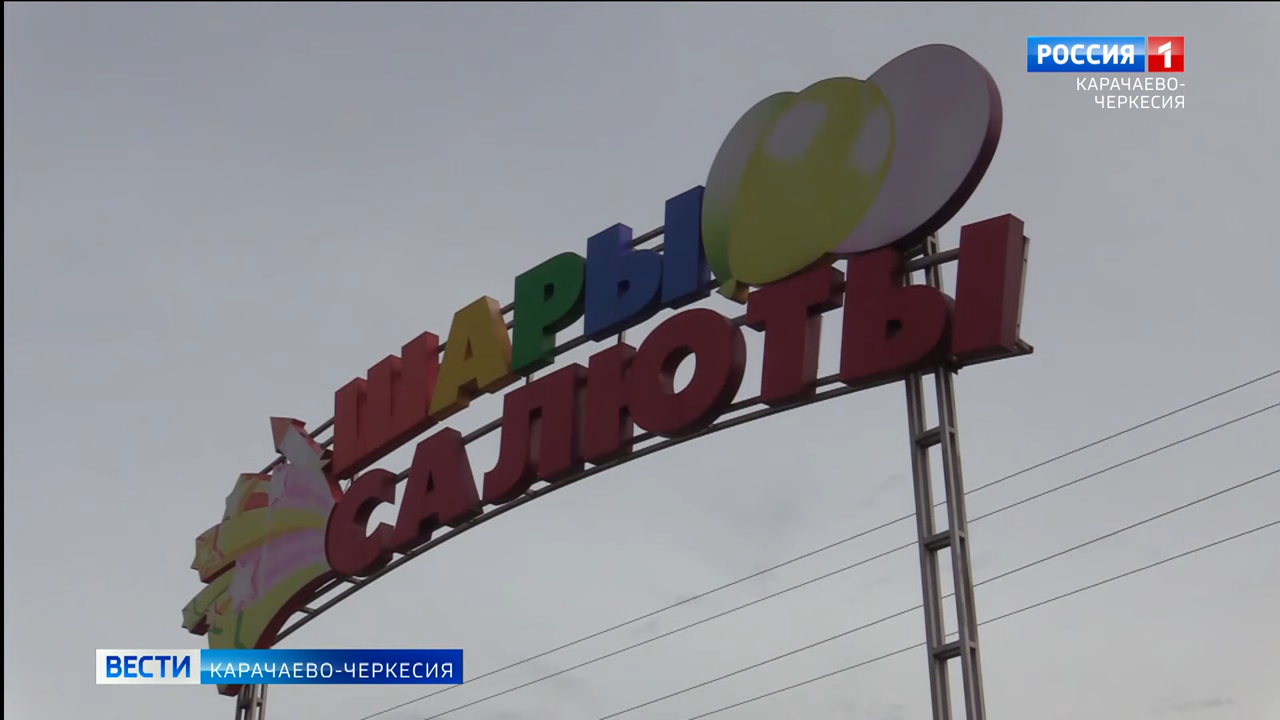 РОССИЯ 1
КАРАЧАЕВО-
ЧЕРКЕСИЯ
ШАРЫ
САЛЮТЫ
ВЕСТИ КАРАЧАЕВО-ЧЕРКЕСИЯ